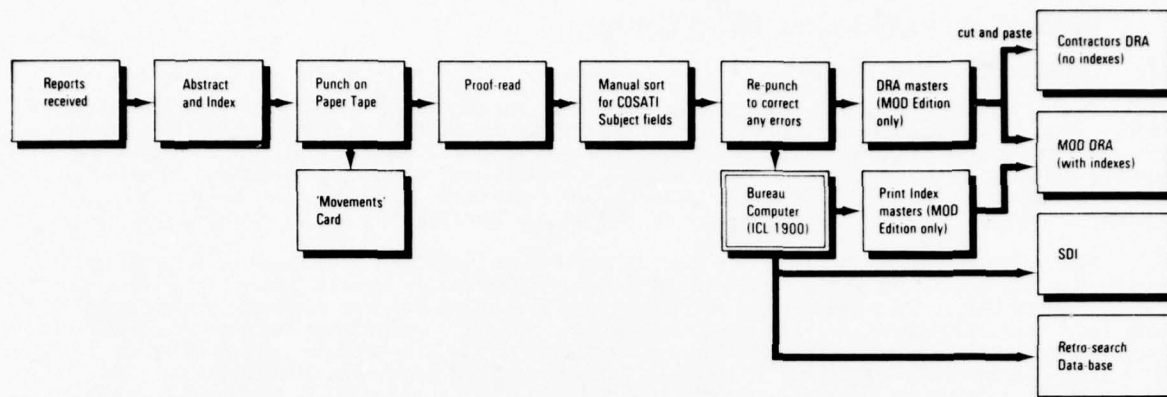 Reports
received
Abstract
and Index
Punch on
Paper Tape
Proof-read
Manual sort
for COSATI
Subject fields
Re-punch
to correct
any errors
DRA masters
(MOD Edition
only)
cut and paste
Contractors DRA
(no indexes)
MOD DRA
(with indexes)
'Movements'
Card
Bureau
Computer
(ICL 1900)
Print Index
masters (MOD
Edition only)
SDI
Retro-search
Data-base